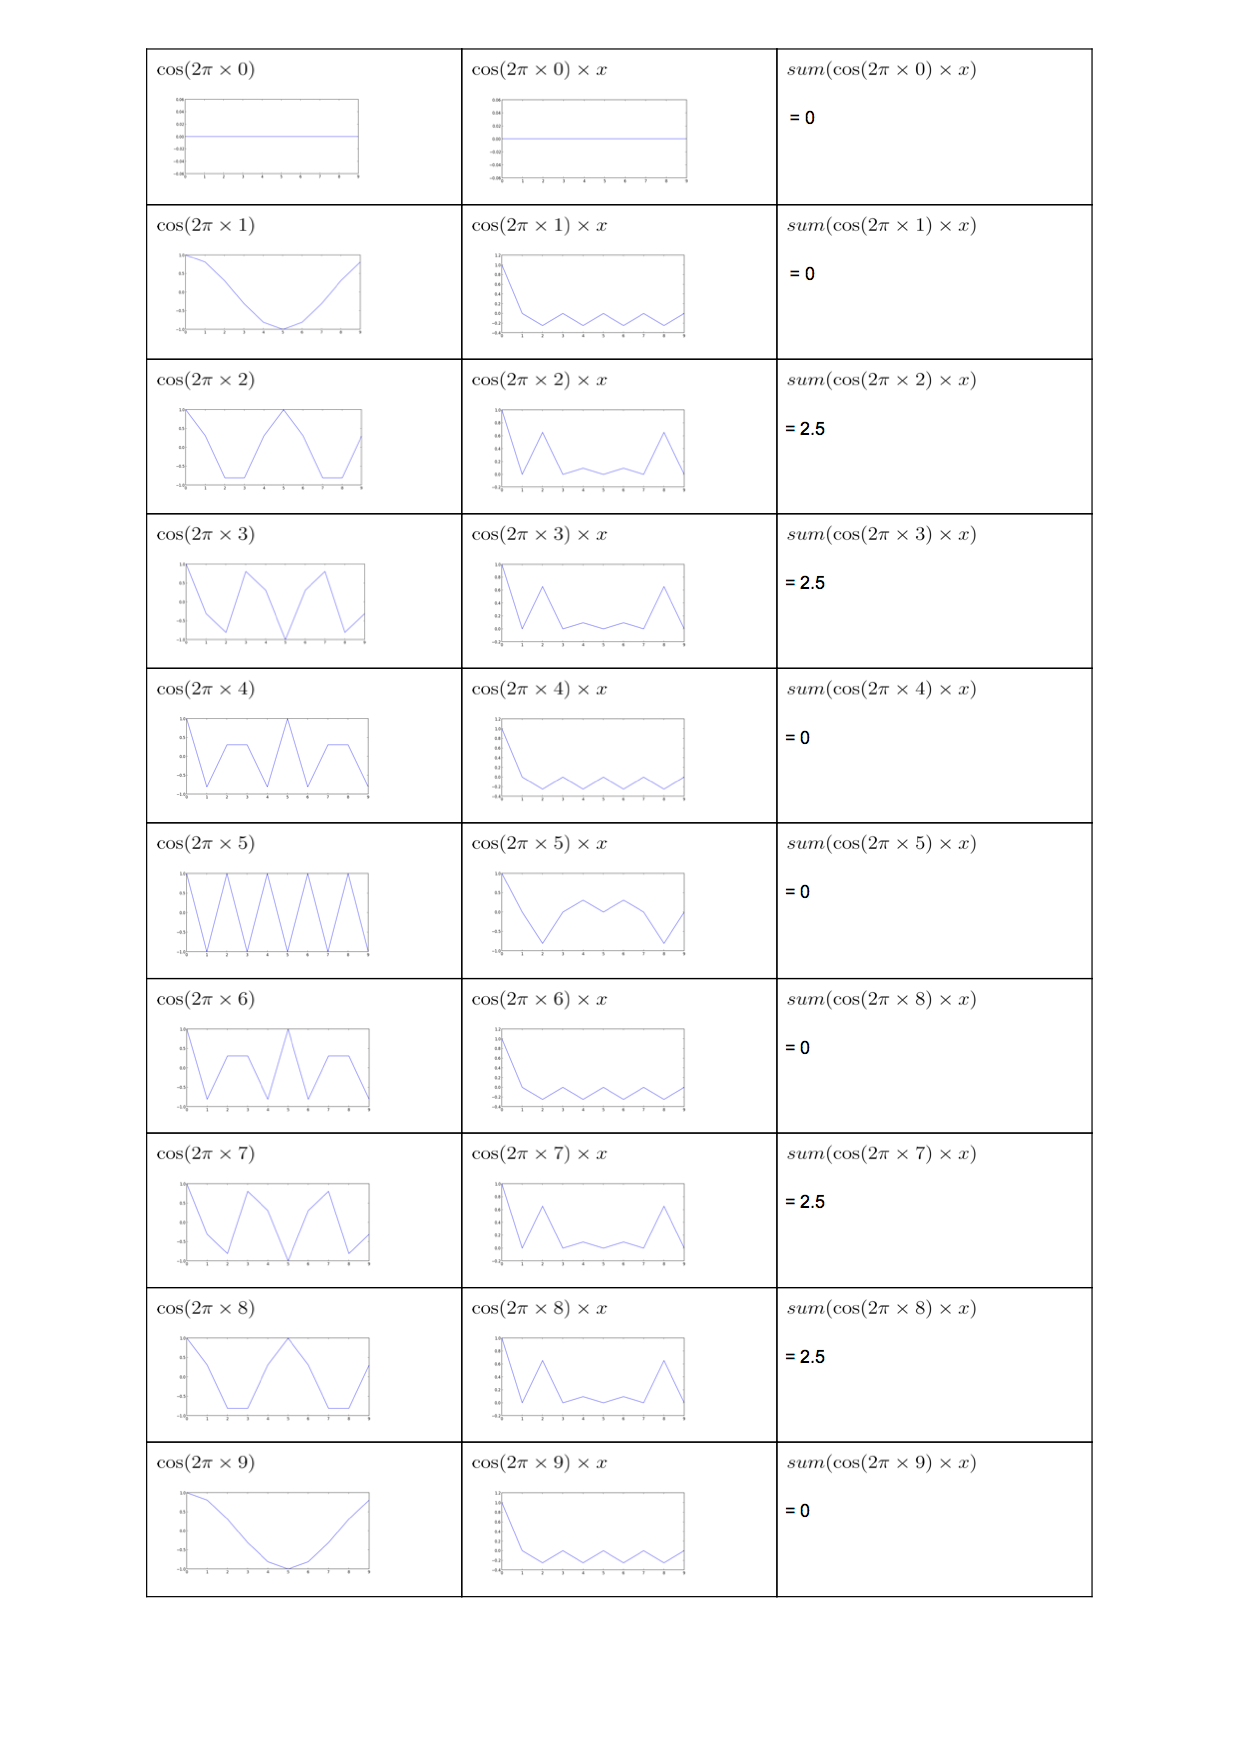 cos(2π × 0)
cos(2π × 0) × x
sum(cos(2π × 0) × x)
= 0
cos(2π × 1)
cos(2π × 1) × x
sum(cos(2π × 1) × x)
= 0
cos(2π × 2)
cos(2π × 2) × x
sum(cos(2π × 2) × x)
= 2.5
cos(2π × 3)
cos(2π × 3) × x
sum(cos(2π × 3) × x)
= 2.5
cos(2π × 4)
cos(2π × 4) × x
sum(cos(2π × 4) × x)
= 0
cos(2π × 5)
cos(2π × 5) × x
sum(cos(2π × 5) × x)
= 0
cos(2π × 6)
cos(2π × 6) × x
sum(cos(2π × 8) × x)
= 0
cos(2π × 7)
cos(2π × 7) × x
sum(cos(2π × 7) × x)
= 2.5
cos(2π × 8)
cos(2π × 8) × x
sum(cos(2π × 8) × x)
= 2.5
cos(2π × 9)
cos(2π × 9) × x
sum(cos(2π × 9) × x)
= 0